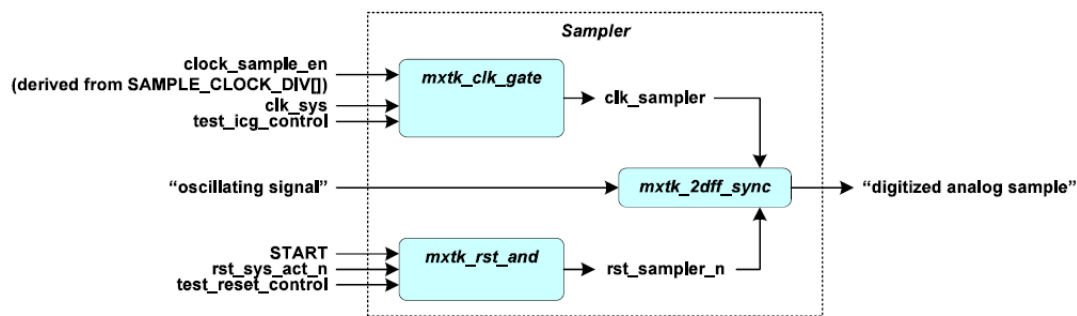 Sampler
clock_sample_en
(derived from SAMPLE_CLOCK_DIV[])
clk_sys
test_icg_control
mxtk_clk_gate
clk_sampler
“oscillating signal”
mxtk_2dff_sync
“digitized analog sample”
START
rst_sys_act_n
test_reset_control
mxtk_rst_and
rst_sampler_n